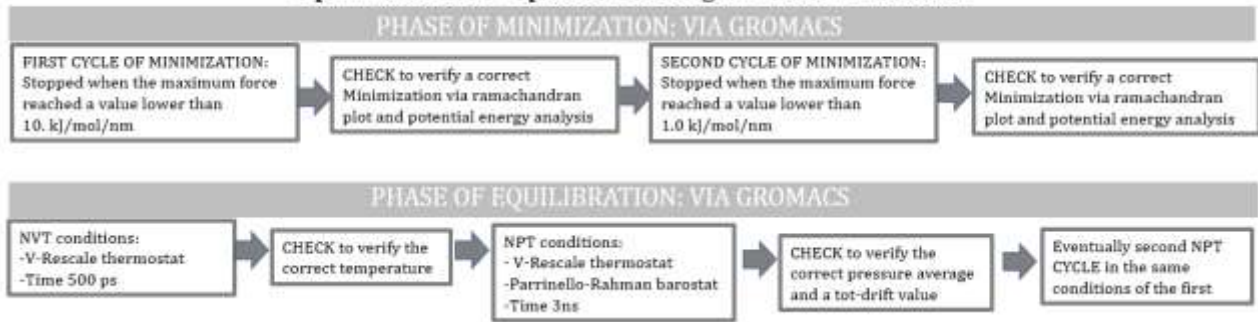 PHASE OF MINIMIZATION: VIA GROMACS
FIRST CYCLE OF MINIMIZATION:
Stopped when the maximum force
reached a value lower than
10. kJ/mol/nm
CHECK to verify a correct
Minimization via ramachandran
plot and potential energy analysis
SECOND CYCLE OF MINIMIZATION:
Stopped when the maximum force
reached a value lower than
1.0 kJ/mol/nm
CHECK to verify a correct
Minimization via ramachandran
plot and potential energy analysis
PHASE OF EQUILIBRATION: VIA GROMACS
NVT conditions:
-V-Rescale thermostat
-Time 500 ps
CHECK to verify the
correct temperature
NPT conditions:
- V-Rescale thermostat
-Parrinello-Rahman barostat
-Time 3ns
CHECK to verify the
correct pressure average
and a tot-drift value
Eventually second NPT
CYCLE in the same
conditions of the first